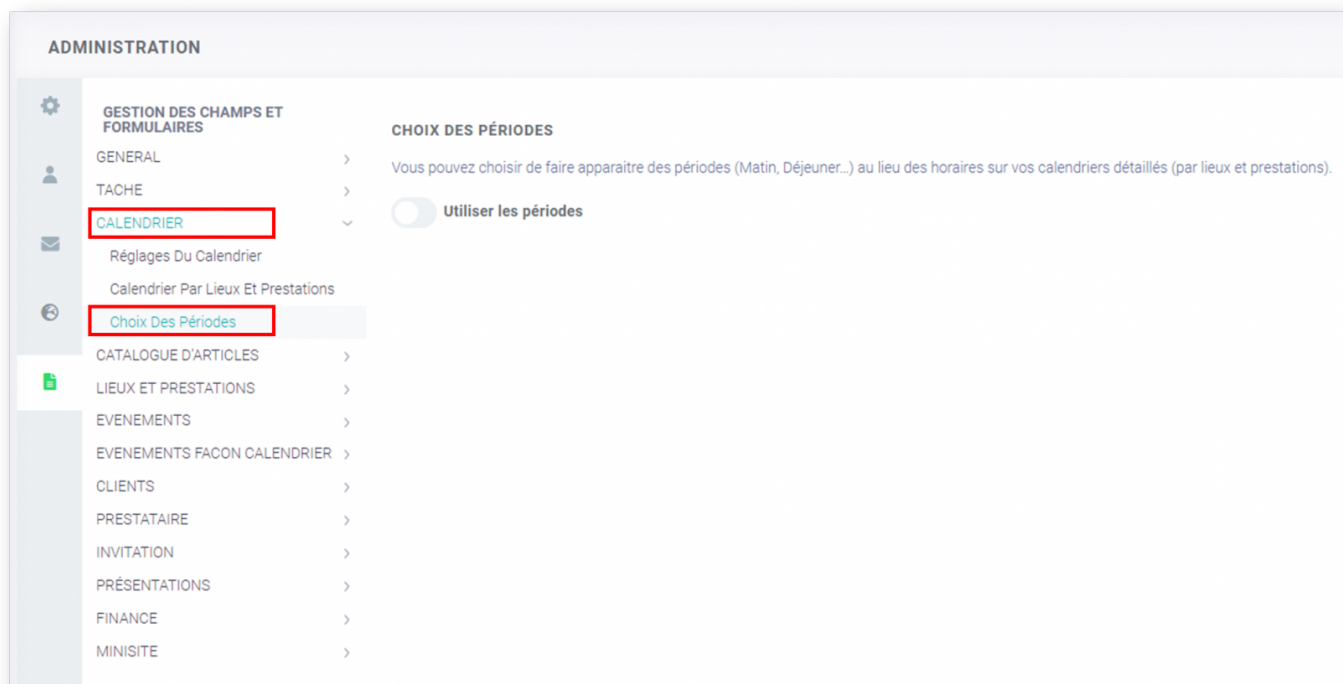 ADMINISTRATION
GESTION DES CHAMPS ET
FORMULAIRES
GENERAL
TACHE
CALENDRIER
Réglages Du Calendrier
Calendrier Par Lieux Et Prestations
Choix Des Périodes
CATALOGUE D'ARTICLES
LIEUX ET PRESTATIONS
EVENEMENTS
EVENEMENTS FACON CALENDRIER
CLIENTS
PRESTATAIRE
INVITATION
PRÉSENTATIONS
FINANCE
MINISITE
CHOIX DES PÉRIODES
Vous pouvez choisir de faire apparaitre des périodes (Matin, Déjeuner...) au lieu des horaires sur vos calendriers détaillés (par lieux et prestations).
Utiliser les périodes